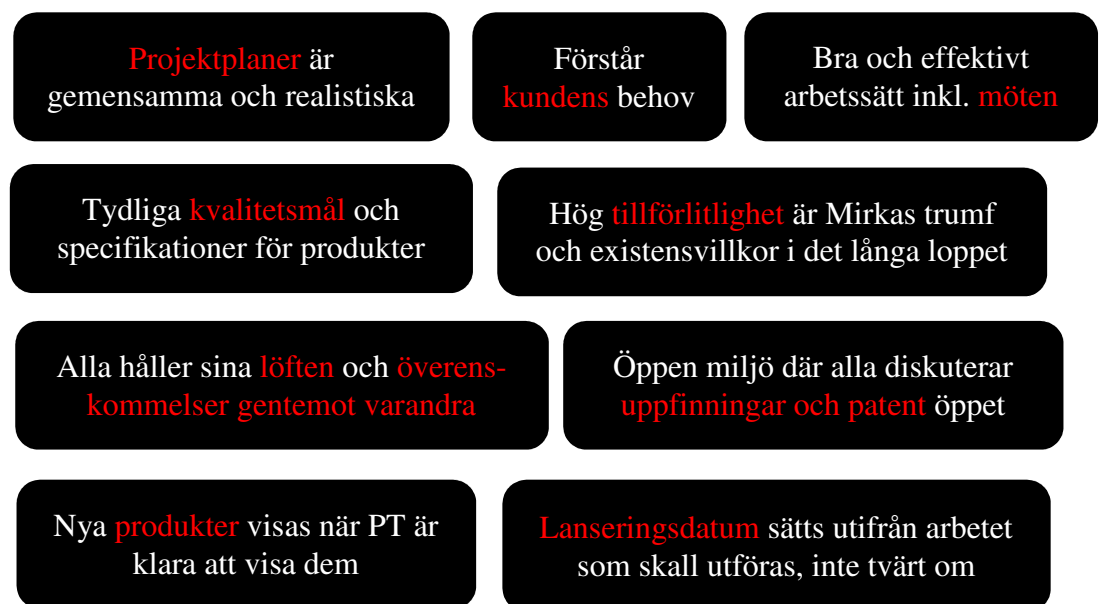 Projektplaner är
gemensamma och realistiska
Förstår
kundens behov
Bra och effektivt
arbetssätt inkl. möten
Tydliga kvalitetsmål och
specifikationer för produkter
Hög tillförlitlighet är Mirkas trumf
och existensvillkor i det långa loppet
Alla håller sina löften och överens-
kommelser gentemot varandra
Öppen miljö där alla diskuterar
uppfinningar och patent öppet
Nya produkter visas när PT är
klara att visa dem
Lanseringsdatum sätts utifrån arbetet
som skall utföras, inte tvärt om